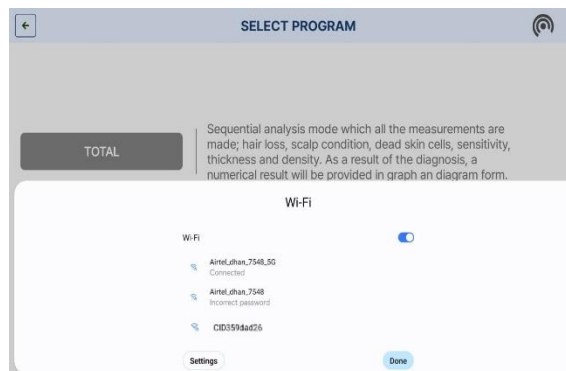 SELECT PROGRAM
TOTAL
Sequential analysis mode which all the measurements are
made; hair loss, scalp condition, dead skin cells, sensitivity,
thickness and density. As a result of the diagnosis, a
numerical result will be provided in graph an diagram form.
Wi-Fi
Wi-Fi
Airtel_dhan_7548_5G
Connected
Airtel_dhan_7548
Incorrect password
CID359dad26
Settings
Done